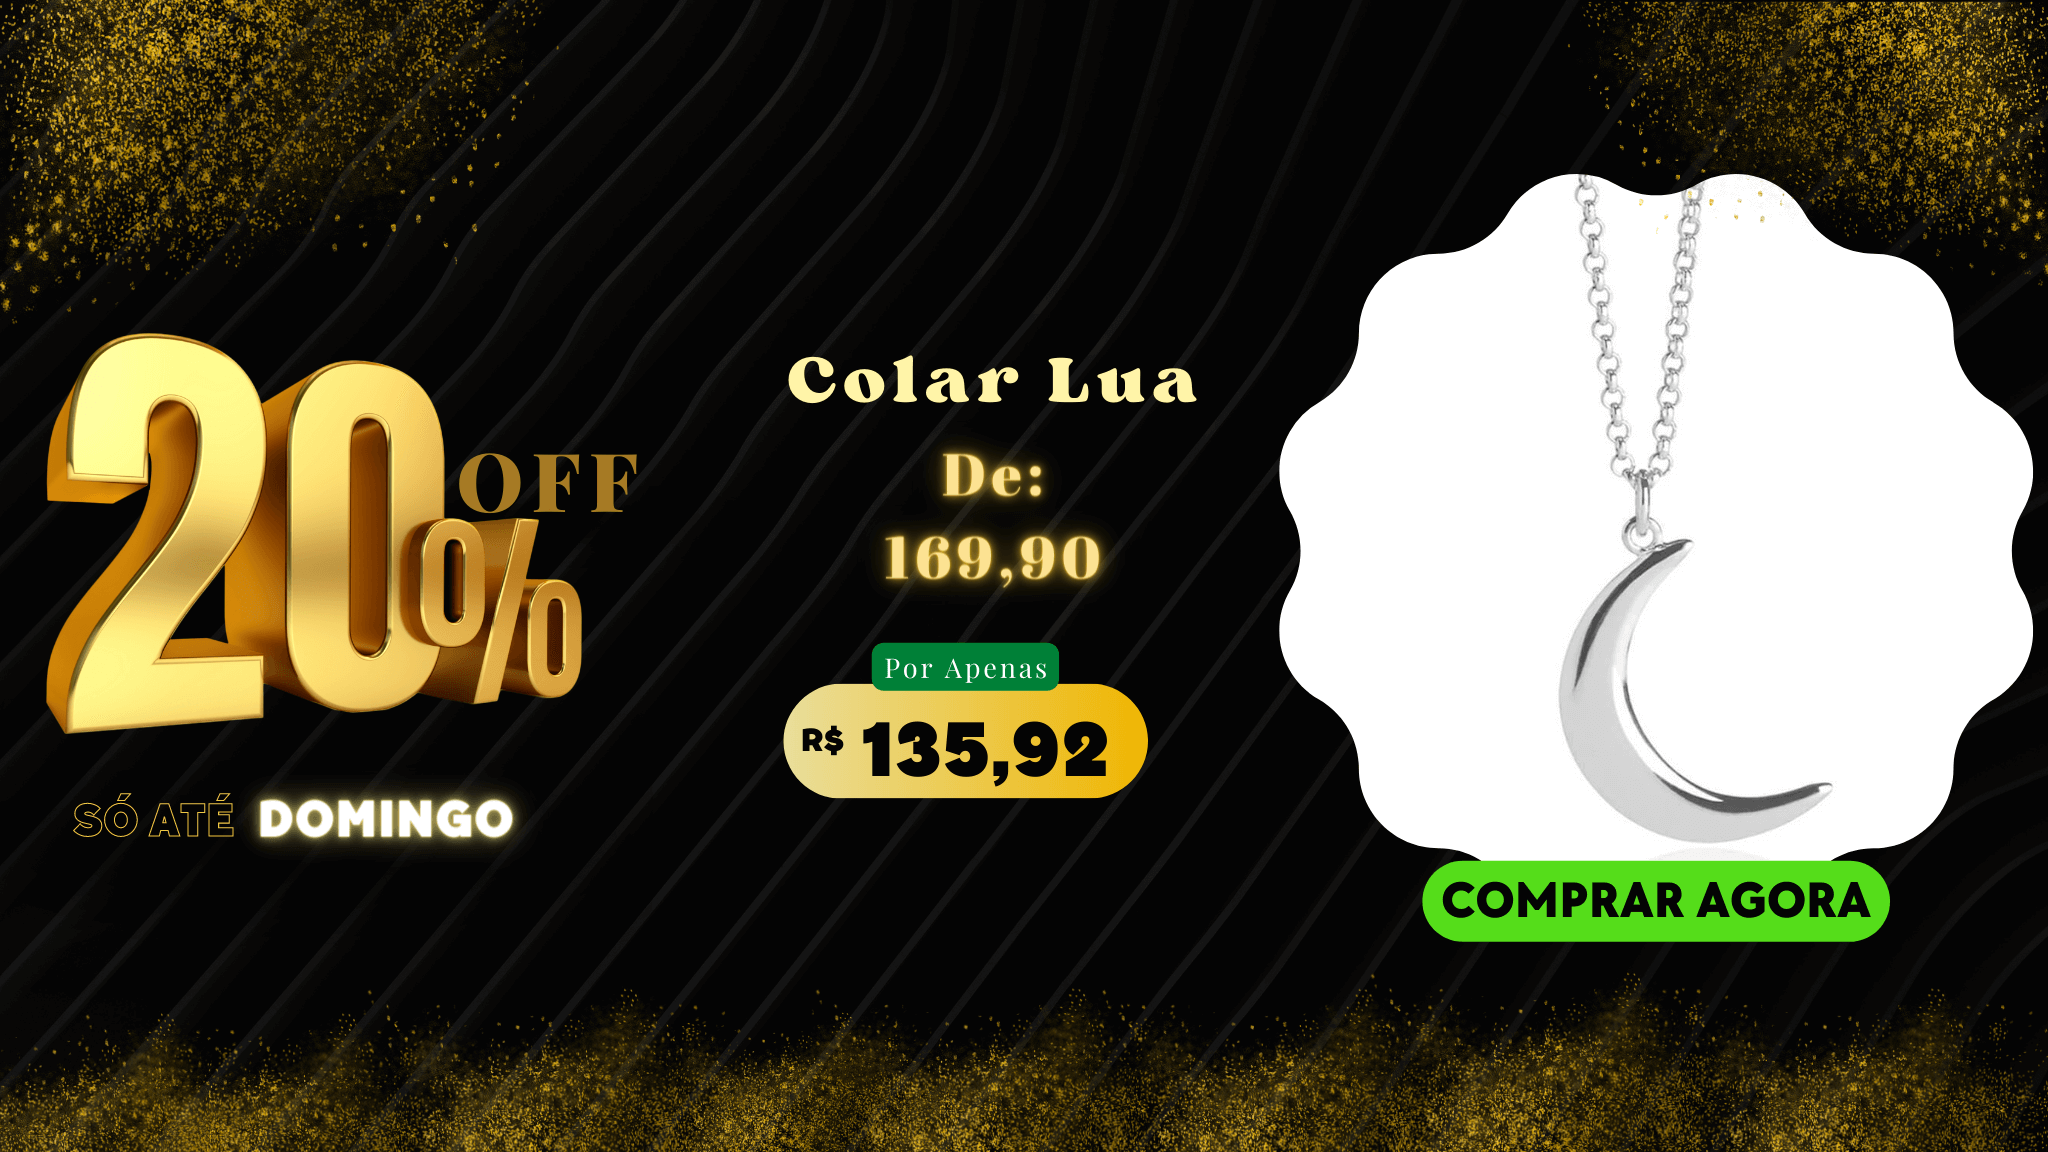 20%
OFF
SÓ ATÉ DOMINGO
Colar Lua
De:
169,90
Por Apenas
R$ 135,92
COMPRAR AGORA